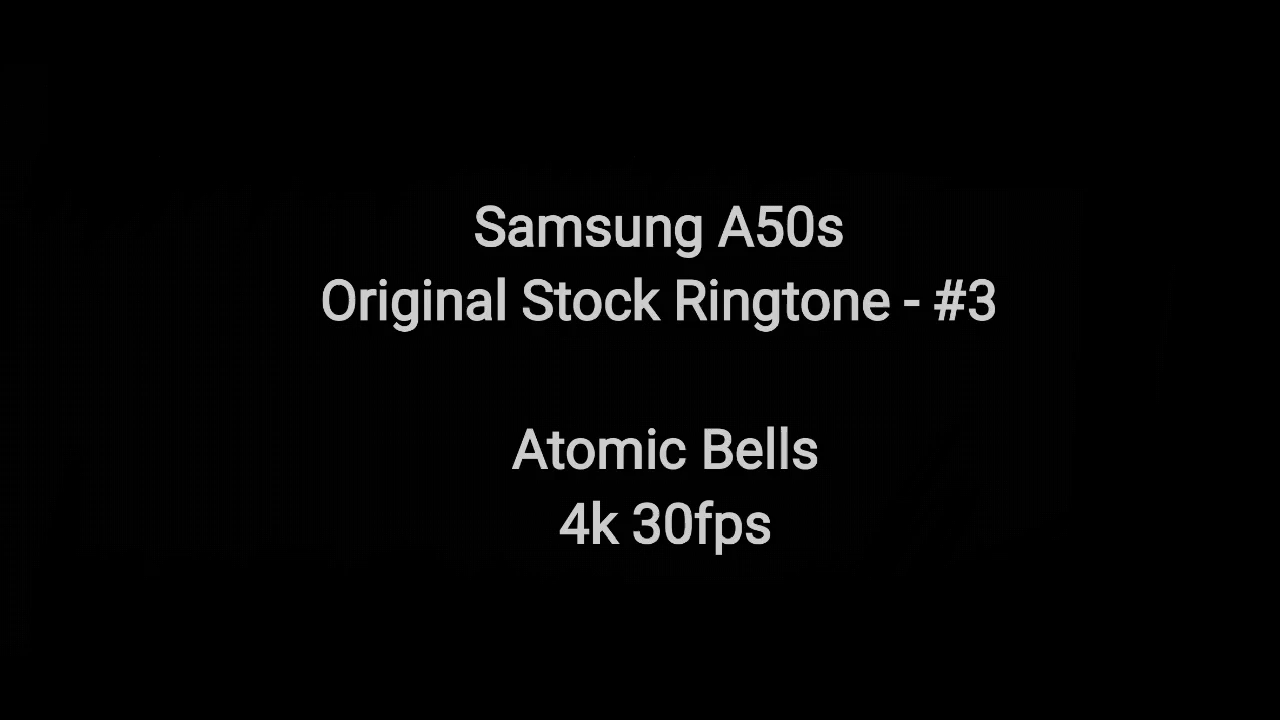 Samsung A50s
Original Stock Ringtone - #3
Atomic Bells
4k 30fps